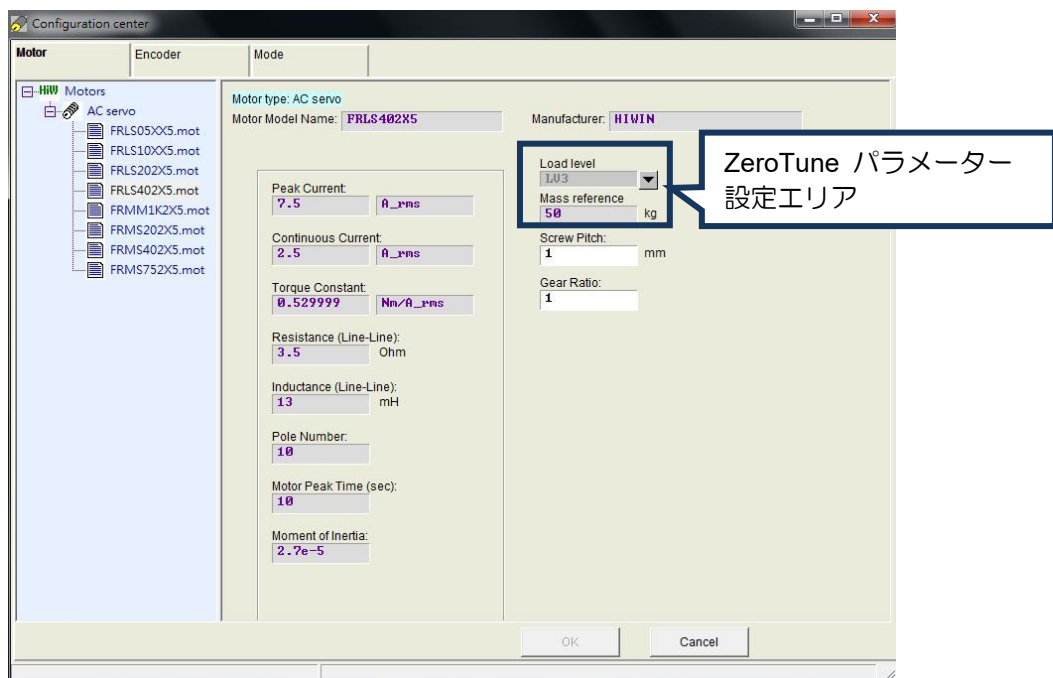 Configuration center
Motor
Encoder
Mode
HiW Motors
AC servo
FRLS05XX5.mot
FRLS10XX5.mot
FRLS202X5.mot
FRLS402X5.mot
FRMM1K2X5.mot
FRMS202X5.mot
FRMS402X5.mot
FRMS752X5.mot
Motor type: AC servo
Motor Model Name: FRLS402X5
Manufacturer: HIWIN
Peak Current:
7.5 A_rms
Continuous Current:
2.5 A_rms
Torque Constant:
0.529999 Nm/A_rms
Resistance (Line-Line):
3.5 Ohm
Inductance (Line-Line):
13 mH
Pole Number:
10
Motor Peak Time (sec):
10
Moment of Inertia:
2.7e-5
Load level
LV3
Mass reference
50 kg
Screw Pitch:
1 mm
Gear Ratio:
1
ZeroTune パラメーター
設定エリア
OK
Cancel